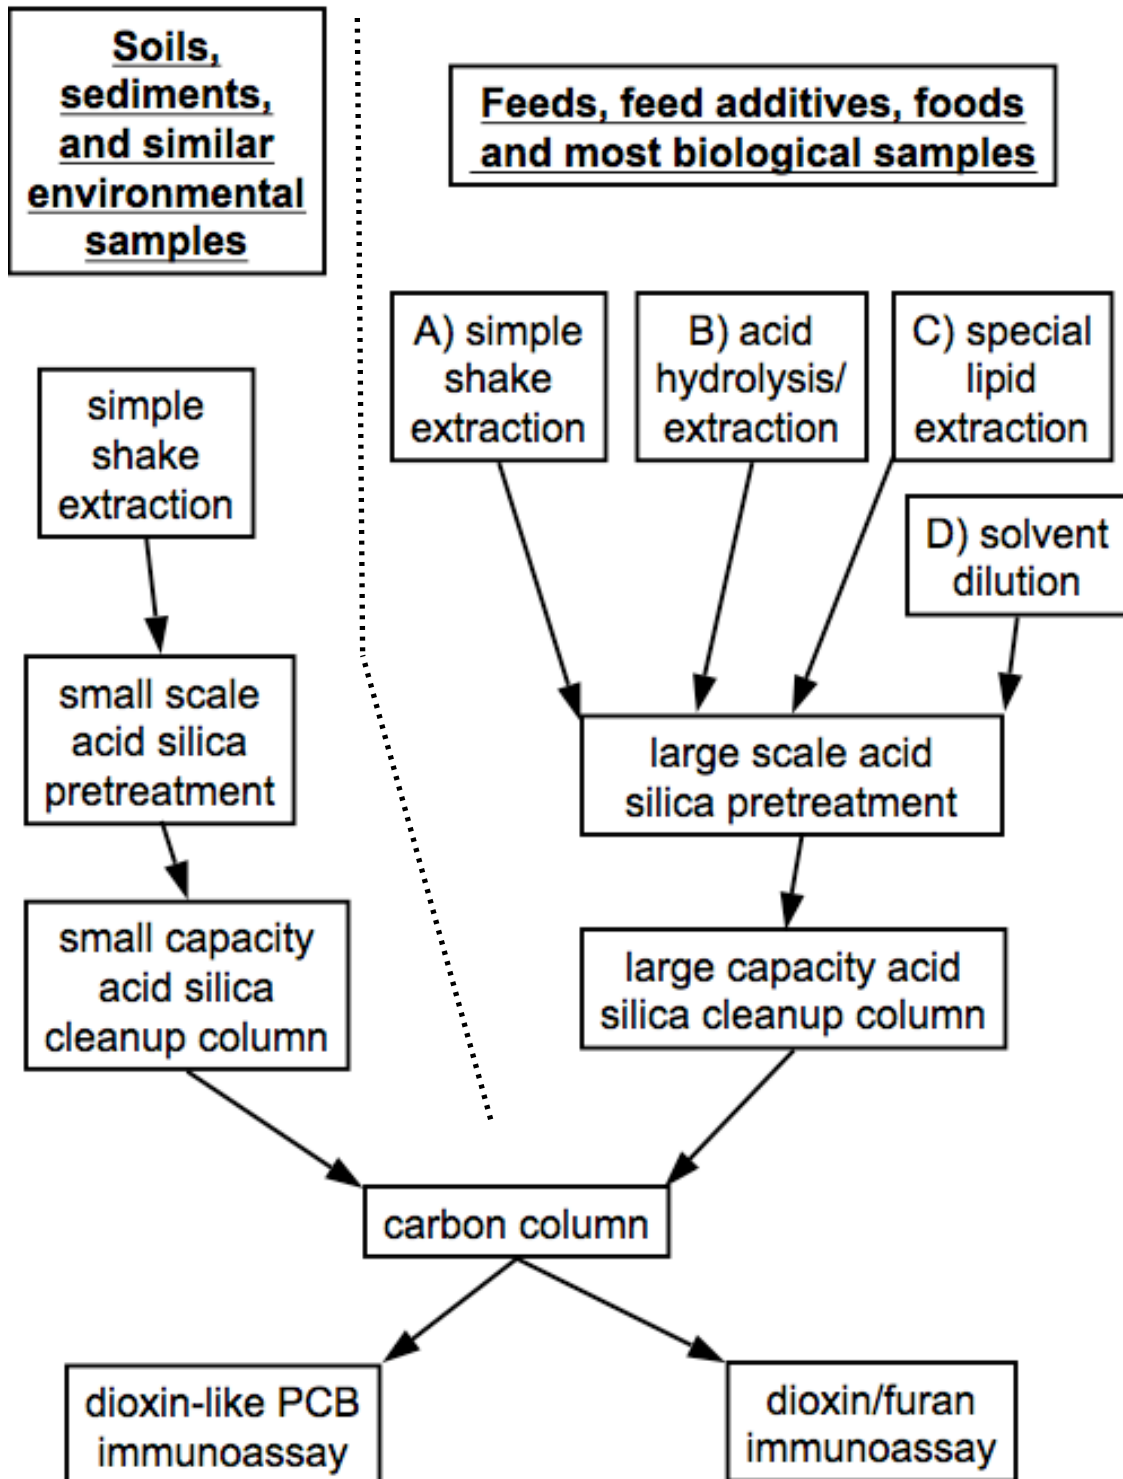 Soils,
sediments,
and similar
environmental
samples
Feeds, feed additives, foods
and most biological samples
A) simple
shake
extraction
B) acid
hydrolysis/
extraction
C) special
lipid
extraction
D) solvent
dilution
simple
shake
extraction
small scale
acid silica
pretreatment
large scale acid
silica pretreatment
small capacity
acid silica
cleanup column
large capacity acid
silica cleanup column
carbon column
dioxin-like PCB
immunoassay
dioxin/furan
immunoassay